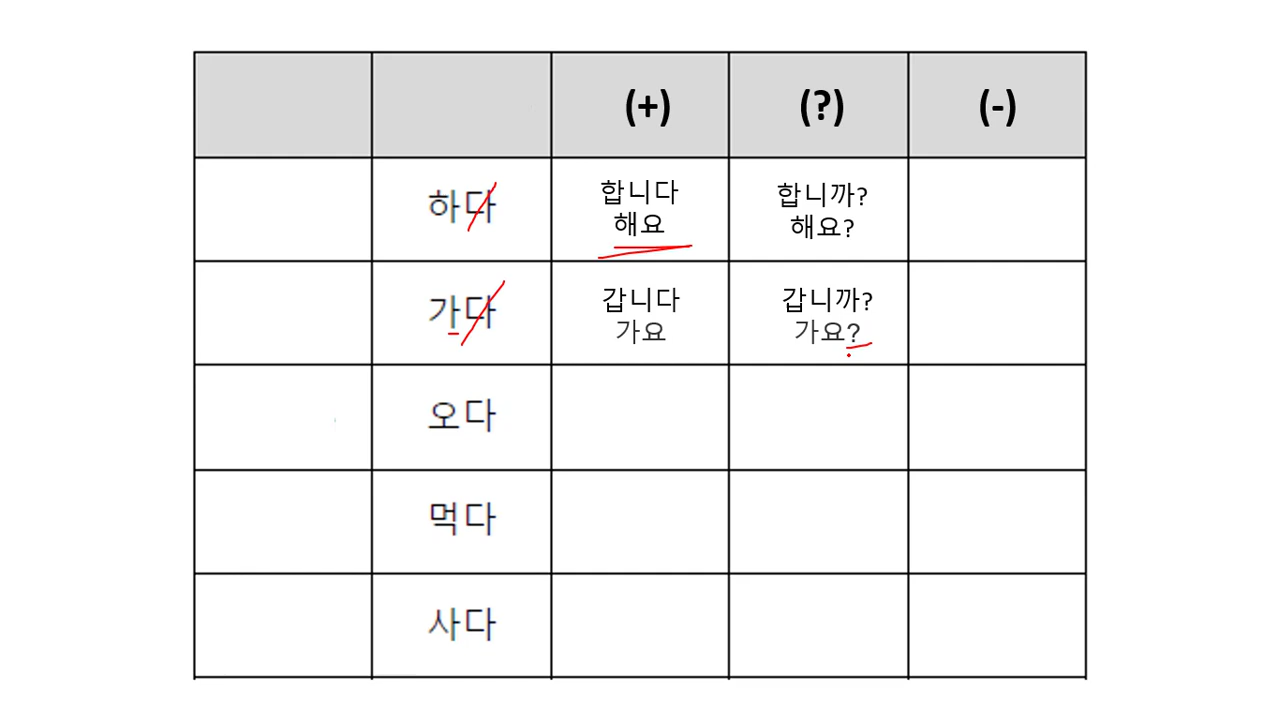 (+) (?) (-)
하다 합니다 합니까?
해요 해요?
가다 갑니다 갑니까?
가요 가요?
오다
먹다
사다